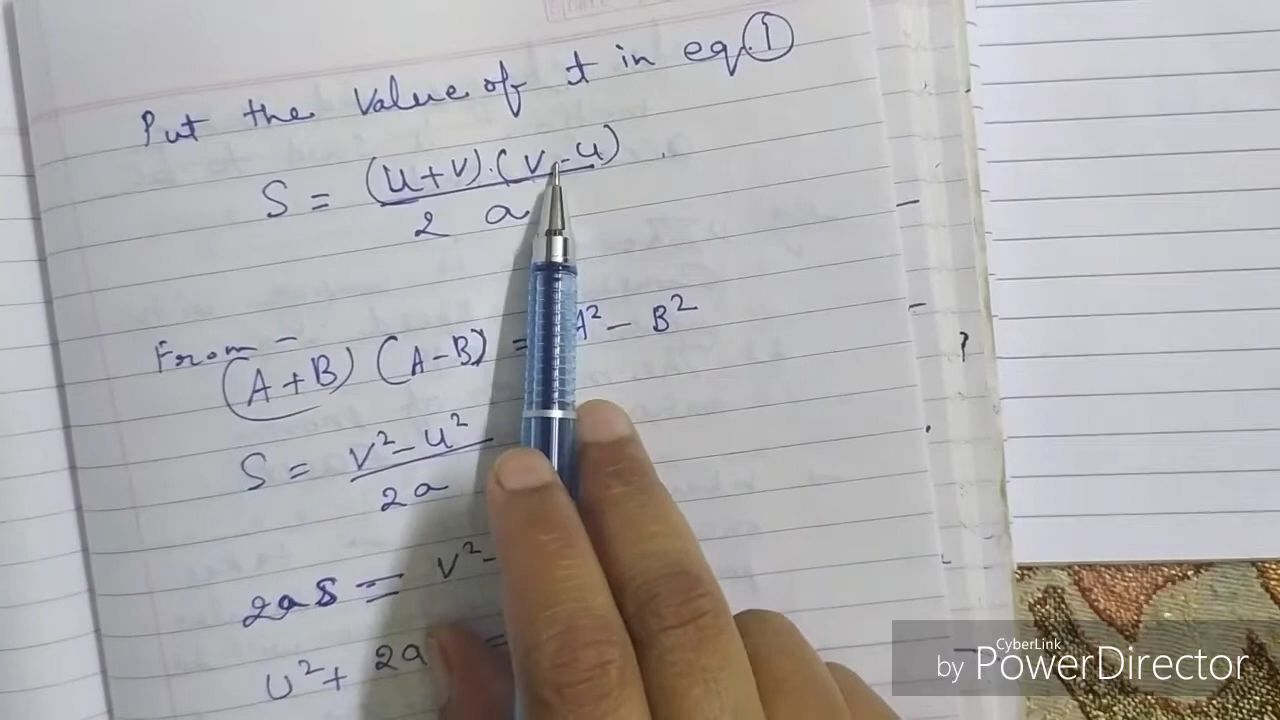 Put the Value of t in eq ①
S = (u+v).(v-u)
2 a
From -
(A+B) (A-B) = A² - B²
S = v² - u²
2a
2as = v² -
u² + 2a =
CyberLink
by PowerDirector